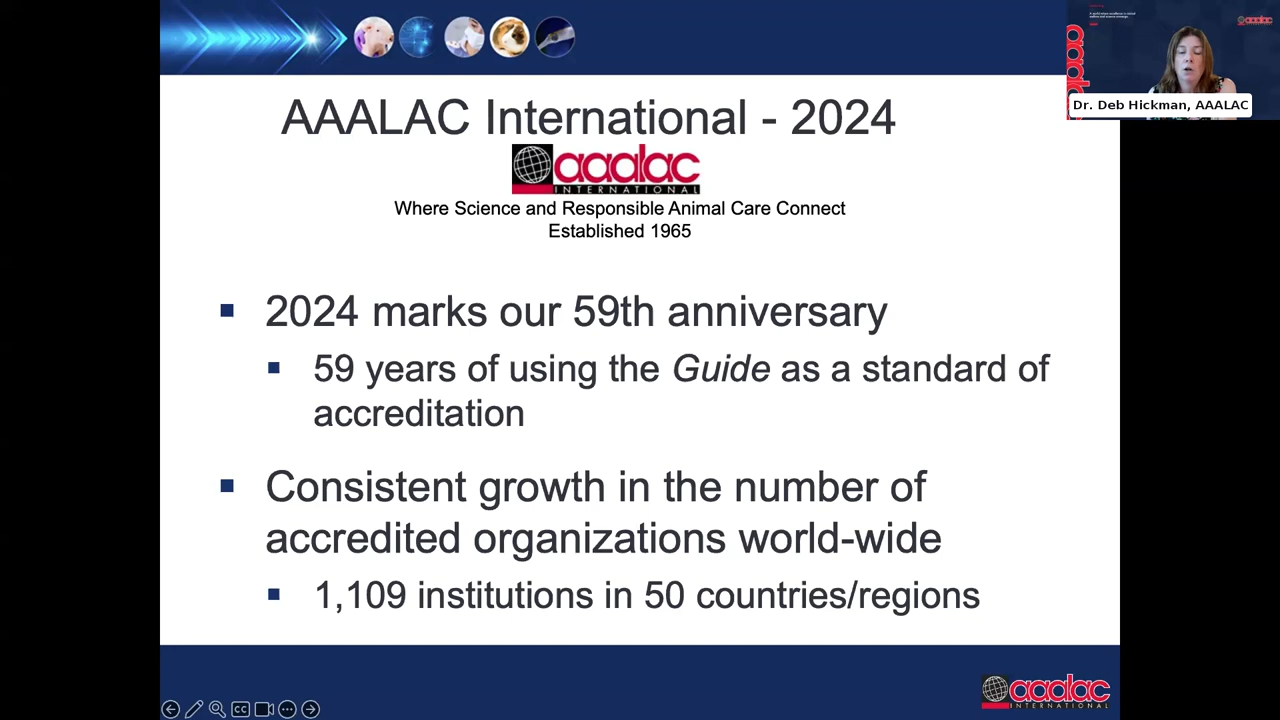 AAALAC International - 2024
aaalac
INTERNATIONAL
Where Science and Responsible Animal Care Connect
Established 1965
2024 marks our 59th anniversary
59 years of using the Guide as a standard of
accreditation
Consistent growth in the number of
accredited organizations world-wide
1,109 institutions in 50 countries/regions
aaalac
INTERNATIONAL
CC
Dr. Deb Hickman, AAALAC